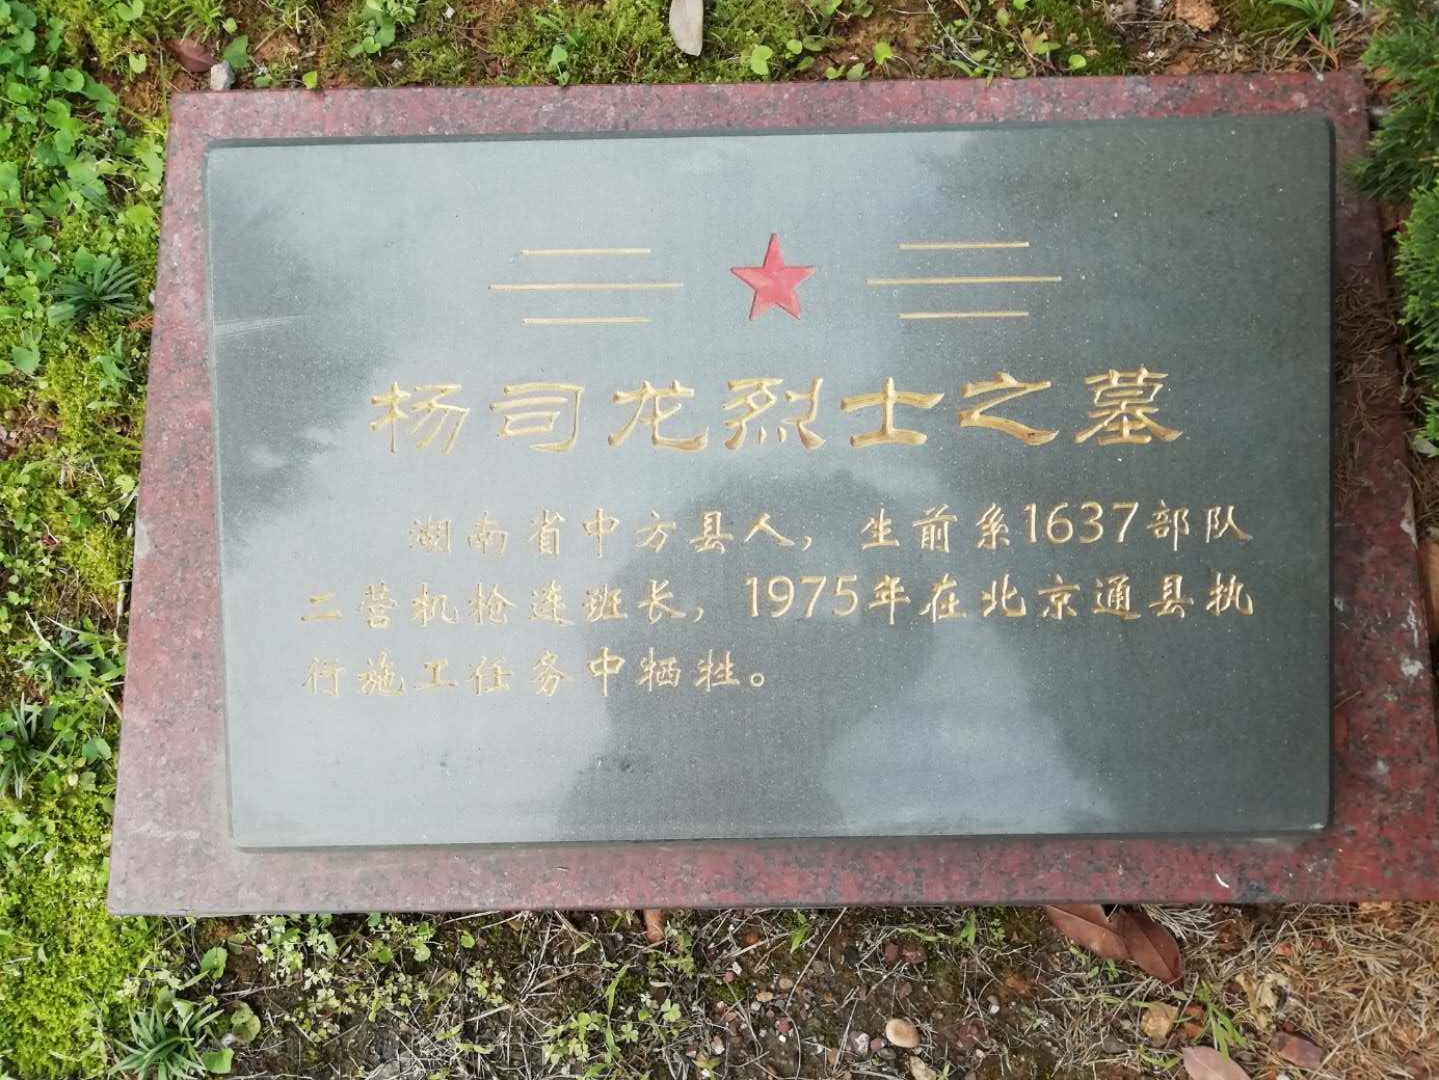 杨司龙烈士之墓
湖南省中方县人，生前系1637部队
二营机枪连班长，1975年在北京通县执
行施工任务中牺牲。